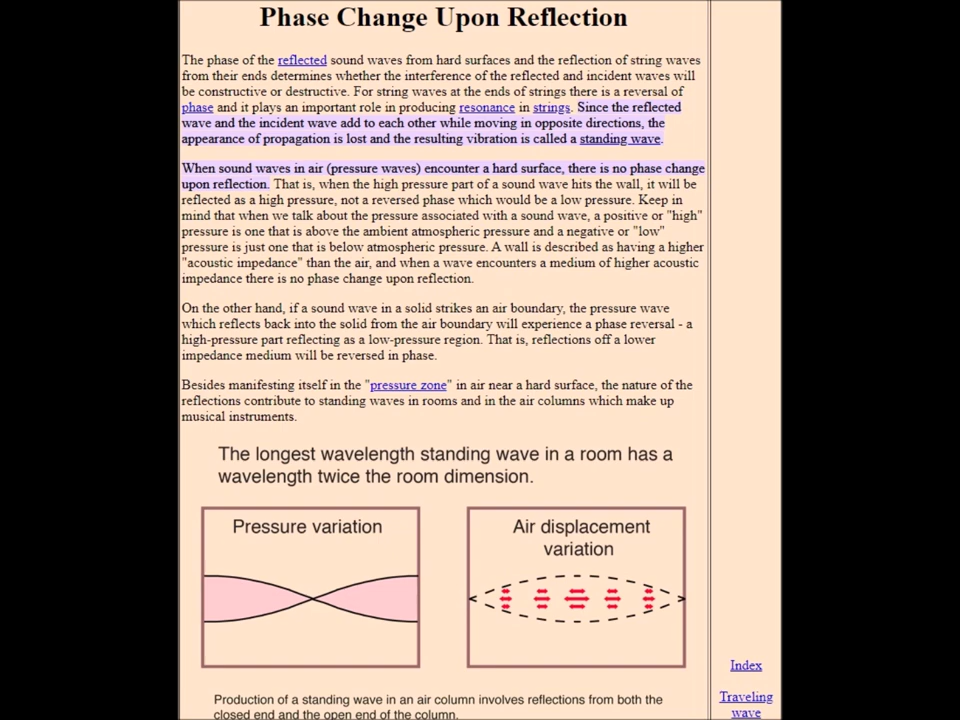 Phase Change Upon Reflection
The phase of the reflected sound waves from hard surfaces and the reflection of string waves
from their ends determines whether the interference of the reflected and incident waves will
be constructive or destructive. For string waves at the ends of strings there is a reversal of
phase and it plays an important role in producing resonance in strings. Since the reflected
wave and the incident wave add to each other while moving in opposite directions, the
appearance of propagation is lost and the resulting vibration is called a standing wave.
When sound waves in air (pressure waves) encounter a hard surface, there is no phase change
upon reflection. That is, when the high pressure part of a sound wave hits the wall, it will be
reflected as a high pressure, not a reversed phase which would be a low pressure. Keep in
mind that when we talk about the pressure associated with a sound wave, a positive or "high"
pressure is one that is above the ambient atmospheric pressure and a negative or "low"
pressure is just one that is below atmospheric pressure. A wall is described as having a higher
"acoustic impedance" than the air, and when a wave encounters a medium of higher acoustic
impedance there is no phase change upon reflection.
On the other hand, if a sound wave in a solid strikes an air boundary, the pressure wave
which reflects back into the solid from the air boundary will experience a phase reversal - a
high-pressure part reflecting as a low-pressure region. That is, reflections off a lower
impedance medium will be reversed in phase.
Besides manifesting itself in the "pressure zone" in air near a hard surface, the nature of the
reflections contribute to standing waves in rooms and in the air columns which make up
musical instruments.
The longest wavelength standing wave in a room has a
wavelength twice the room dimension.
Pressure variation
Air displacement
variation
Production of a standing wave in an air column involves reflections from both the
closed end and the open end of the column.
Index
Traveling
wave